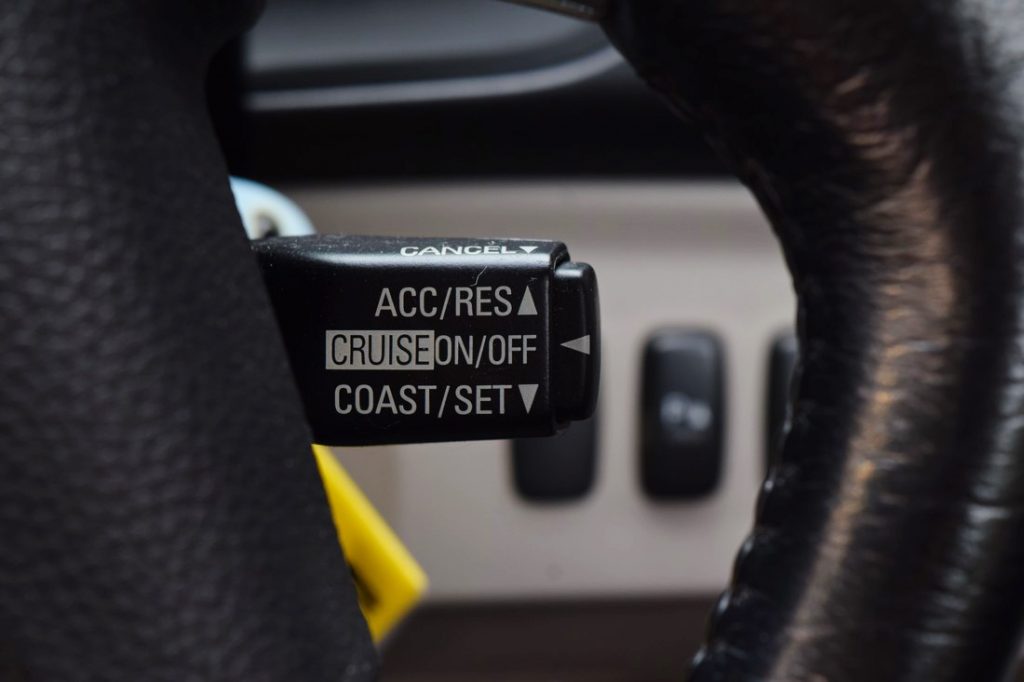 CANCEL▼
ACC/RES▲
CRUISE ON/OFF ◀
COAST/SET▼